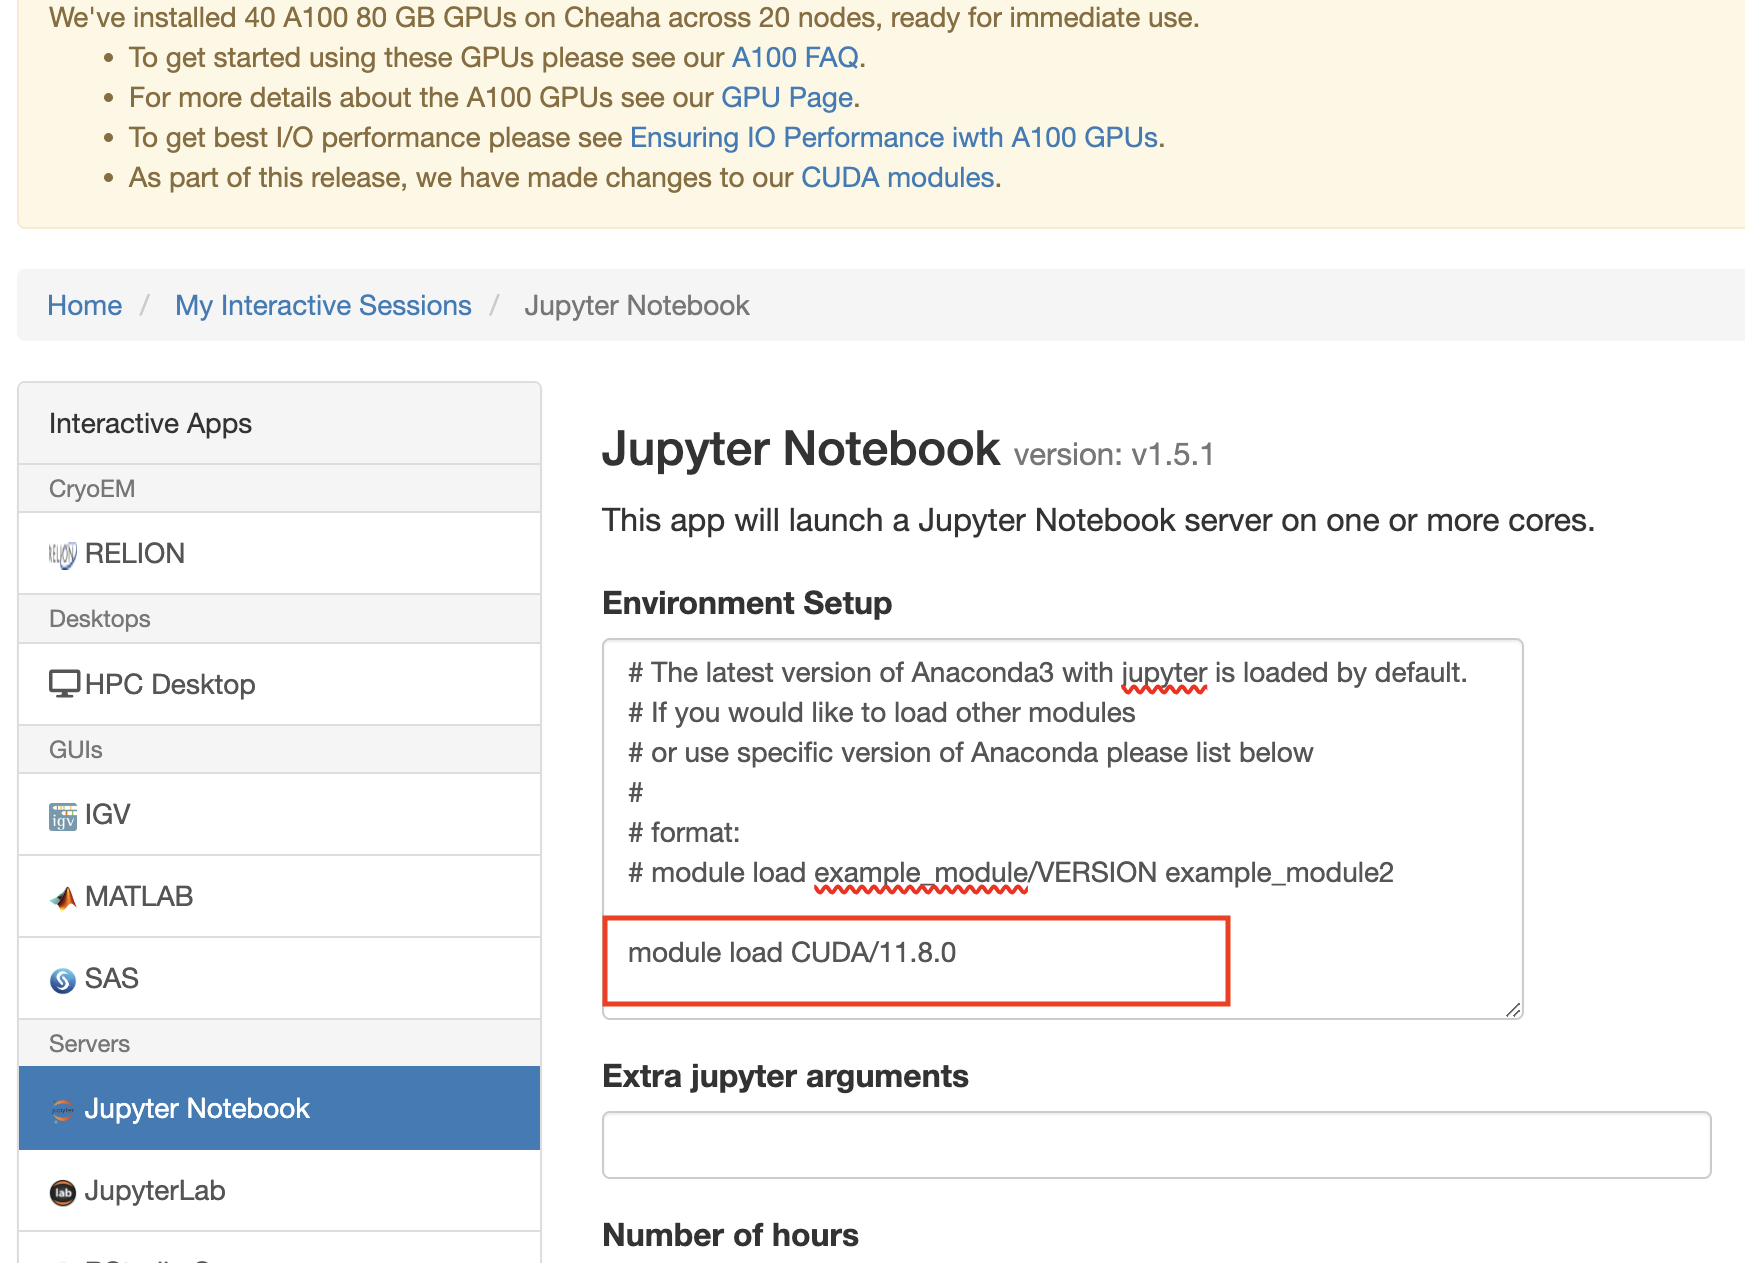 We've installed 40 A100 80 GB GPUs on Cheaha across 20 nodes, ready for immediate use.
• To get started using these GPUs please see our A100 FAQ.
• For more details about the A100 GPUs see our GPU Page.
• To get best I/O performance please see Ensuring IO Performance iwth A100 GPUs.
• As part of this release, we have made changes to our CUDA modules.
Home / My Interactive Sessions / Jupyter Notebook
Interactive Apps
CryoEM
RELION RELION
Desktops
HPC Desktop
GUIs
igv IGV
MATLAB
S SAS
Servers
jupyter Jupyter Notebook
lab JupyterLab
Jupyter Notebook version: v1.5.1
This app will launch a Jupyter Notebook server on one or more cores.
Environment Setup
# The latest version of Anaconda3 with jupyter is loaded by default.
# If you would like to load other modules
# or use specific version of Anaconda please list below
#
# format:
# module load example_module/VERSION example_module2
module load CUDA/11.8.0
Extra jupyter arguments
Number of hours